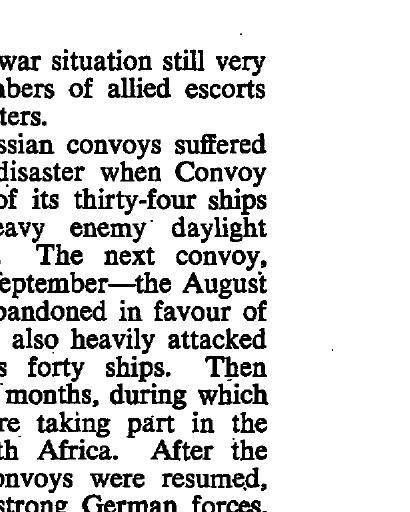 war situation still very
bers of allied escorts
ters.
ssian convoys suffered
disaster when Convoy
of its thirty-four ships
eavy enemy daylight
. The next convoy,
eptember—the August
bandoned in favour of
also heavily attacked
s forty ships. Then
months, during which
re taking part in the
th Africa. After the
onvoys were resumed,
strong German forces,